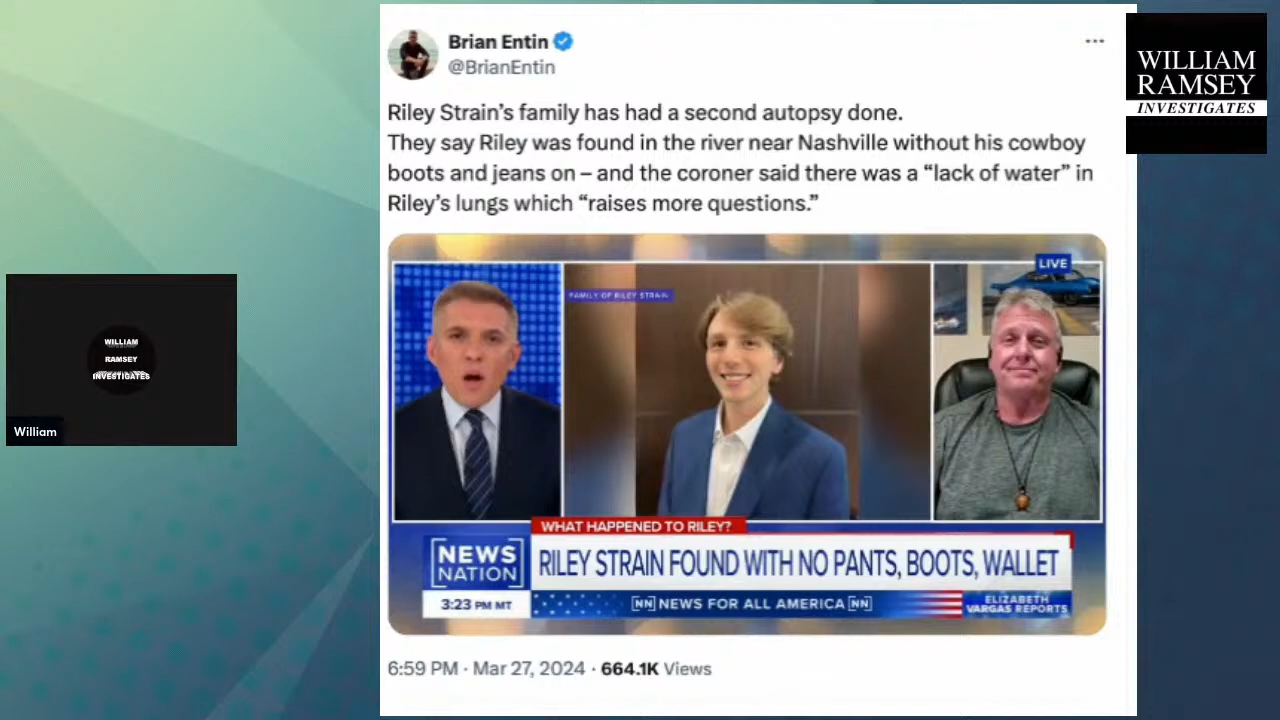 Brian Entin
@BrianEntin
Riley Strain's family has had a second autopsy done.
They say Riley was found in the river near Nashville without his cowboy
boots and jeans on – and the coroner said there was a “lack of water” in
Riley's lungs which “raises more questions.”
LIVE
FAMILY OF RILEY STRAIN
WHAT HAPPENED TO RILEY?
NEWS
NATION
RILEY STRAIN FOUND WITH NO PANTS, BOOTS, WALLET
3:23 PM MT
NN NEWS FOR ALL AMERICA NN
ELIZABETH
VARGAS REPORTS
6:59 PM · Mar 27, 2024 · 664.1K Views
WILLIAM
RAMSEY
INVESTIGATES
WILLIAM
RAMSEY
INVESTIGATES
William